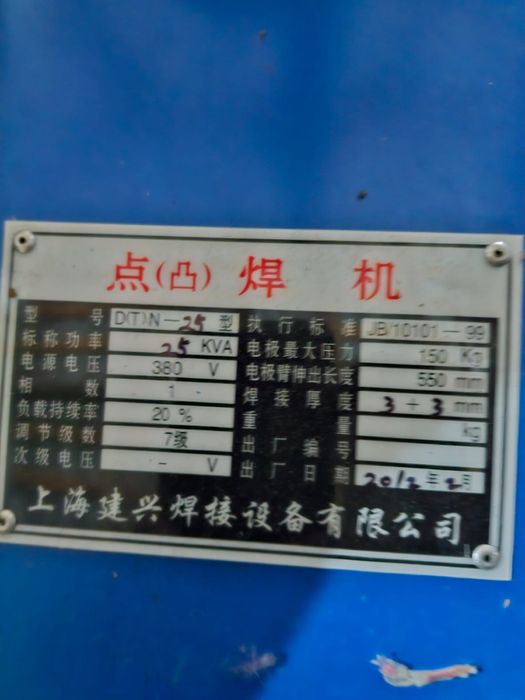 点(凸)焊机
型号 D(T)N-25型
标称功率 25 KVA
电源电压 380 V
相数 1
负载持续率 20 %
调节级数 7级
次级电压 - V
执行标准 JB/10101-99
电极最大压力 150 Kg
电极臂伸出长度 550 mm
焊接厚度 3+3 mm
重量 kg
出厂编号
出厂日期 2012年2月
上海建兴焊接设备有限公司